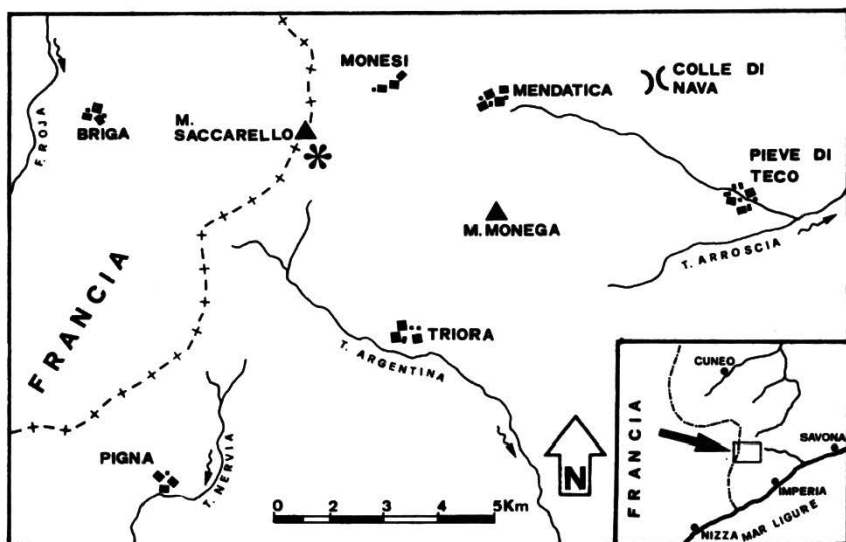 MONESI
COLLE DI
NAVA
MENDATICA
F. ROJA
BRIGA
M.
SACCARELLO
*
PIEVE DI
TECO
M. MONEGA
T. ARROSCIA
FRANCIA
TRIORA
T. ARGENTINA
PIGNA
T. NERVIA
N
0 2 3 4 5Km
CUNEO
FRANCIA
SAVONA
IMPERIA
NIZZA
MAR LIGURE